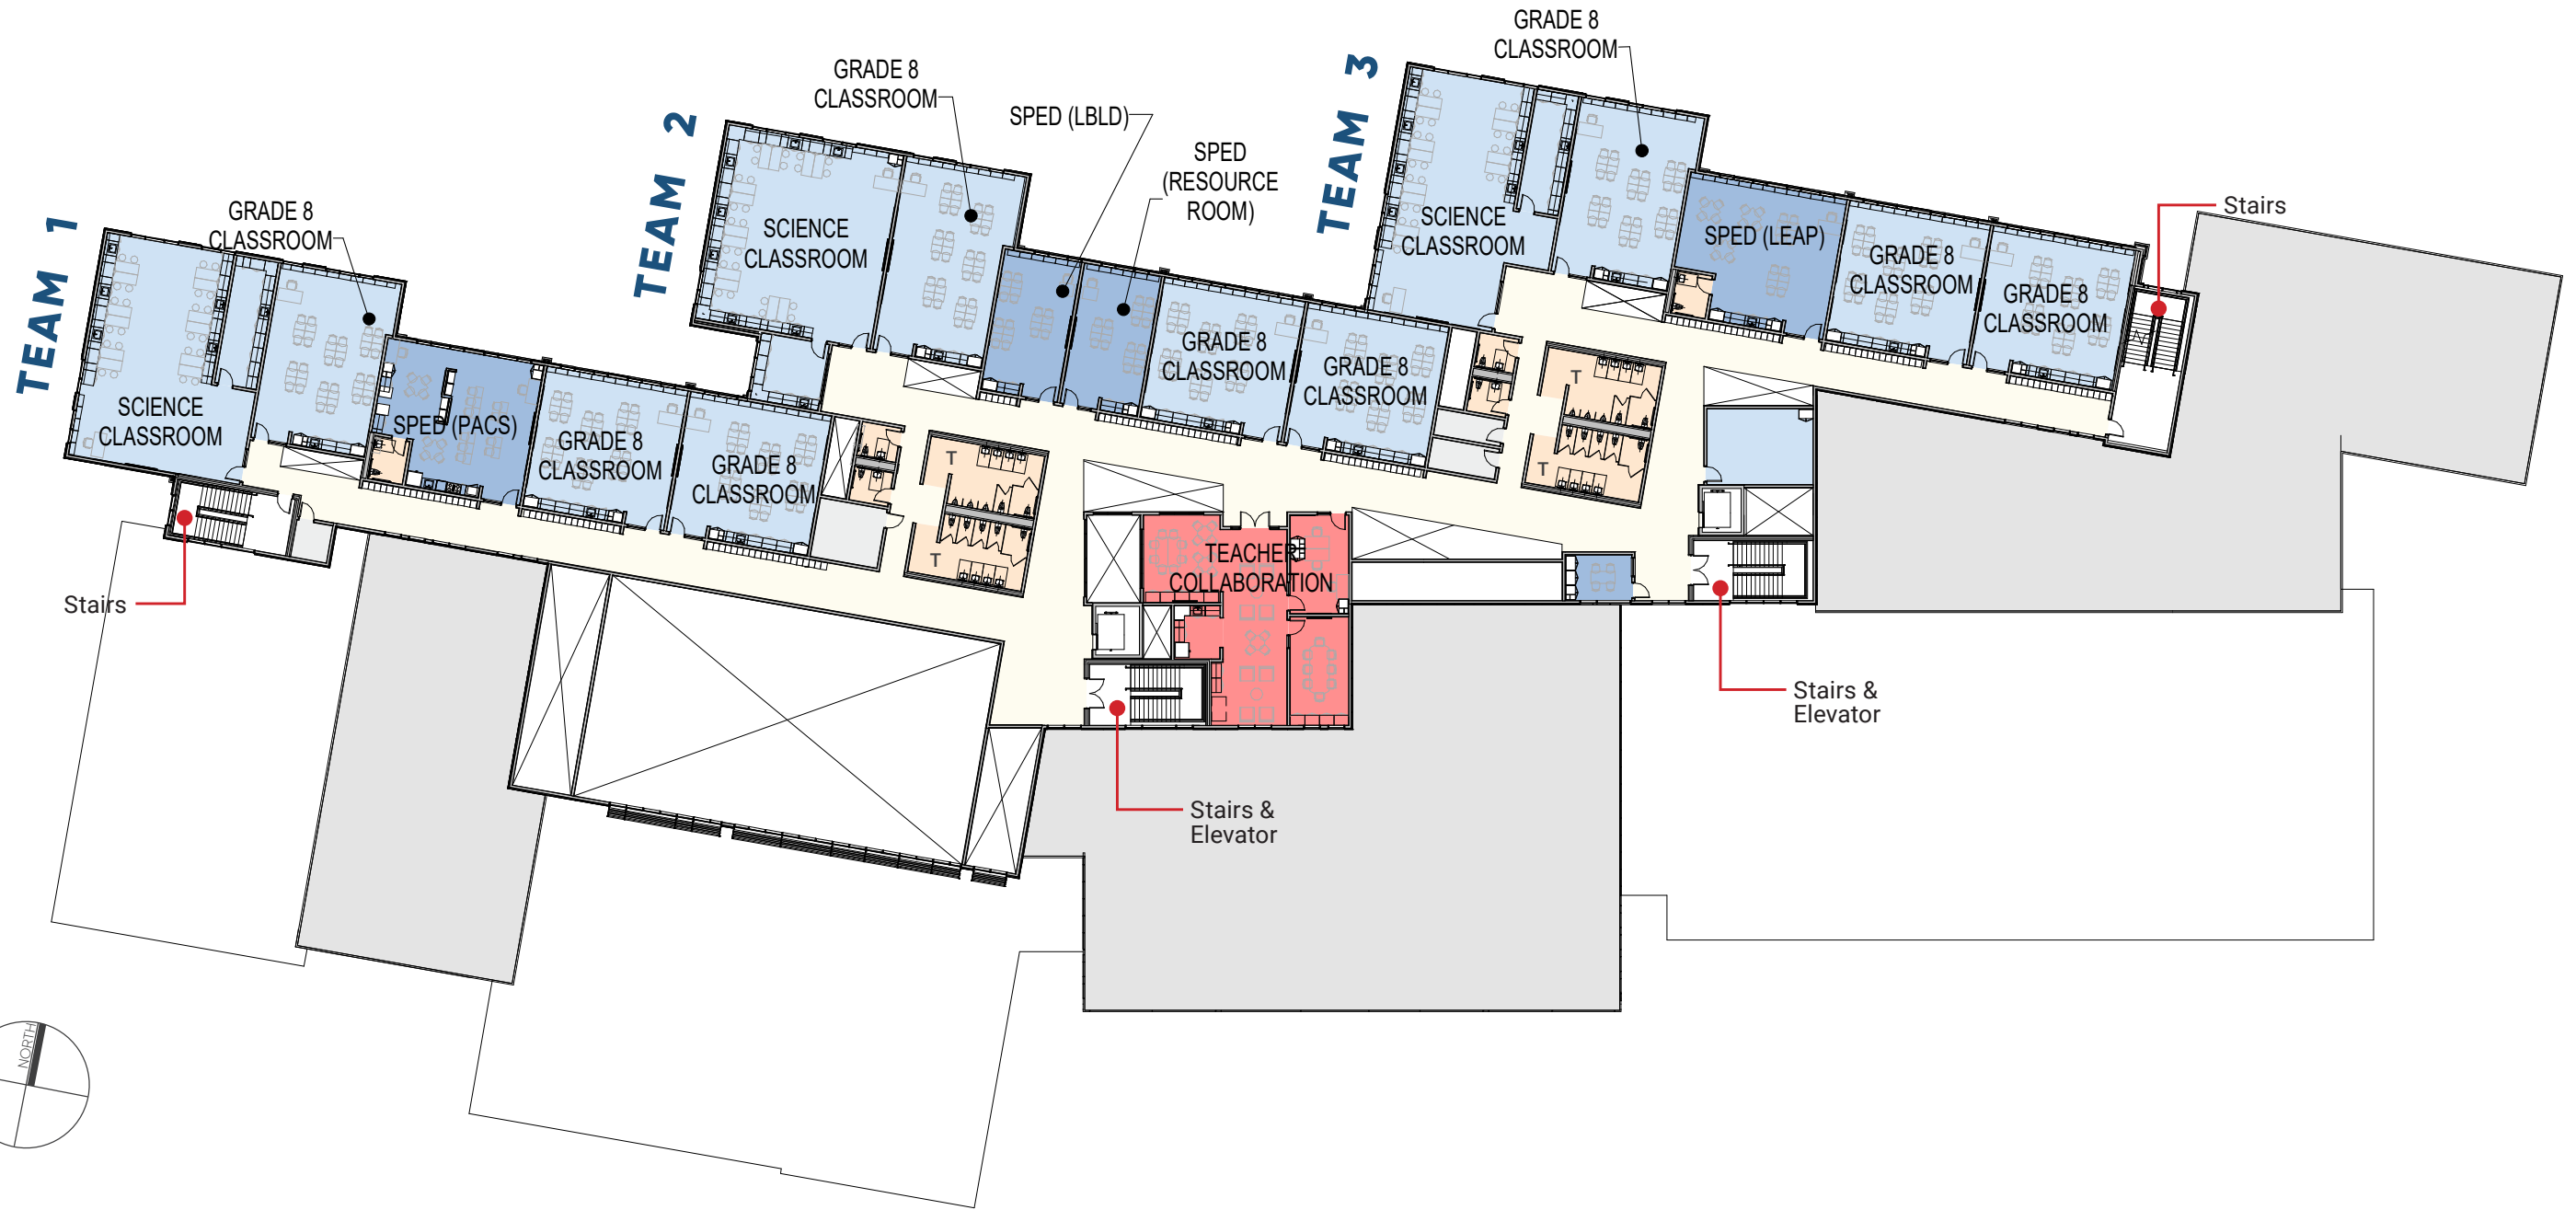 TEAM 1
GRADE 8
CLASSROOM
SCIENCE
CLASSROOM
SPED (PACS)
GRADE 8
CLASSROOM
GRADE 8
CLASSROOM
Stairs
TEAM 2
GRADE 8
CLASSROOM
SCIENCE
CLASSROOM
SPED (LBLD)
SPED
(RESOURCE
ROOM)
GRADE 8
CLASSROOM
GRADE 8
CLASSROOM
T
T
TEACHER
COLLABORATION
Stairs &
Elevator
TEAM 3
GRADE 8
CLASSROOM
SCIENCE
CLASSROOM
SPED (LEAP)
GRADE 8
CLASSROOM
GRADE 8
CLASSROOM
T
T
Stairs
Stairs &
Elevator
NORTH